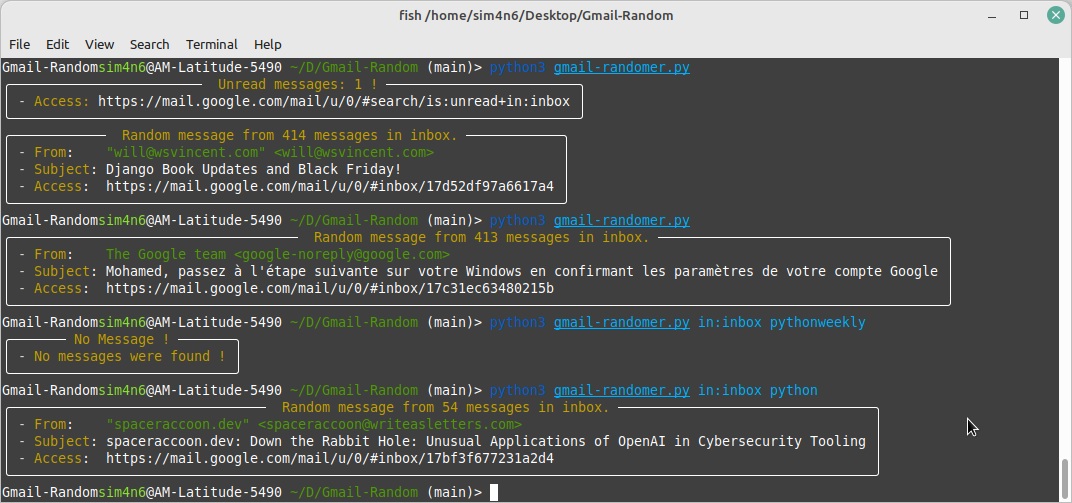 fish /home/sim4n6/Desktop/Gmail-Random
File Edit View Search Terminal Help
Gmail-Randomsim4n6@AM-Latitude-5490 ~/D/Gmail-Random (main)> python3 gmail-randomer.py
Unread messages: 1 !
- Access: https://mail.google.com/mail/u/0/#search/is:unread+in:inbox
Random message from 414 messages in inbox.
- From: "will@wsvincent.com" <will@wsvincent.com>
- Subject: Django Book Updates and Black Friday!
- Access: https://mail.google.com/mail/u/0/#inbox/17d52df97a6617a4
Gmail-Randomsim4n6@AM-Latitude-5490 ~/D/Gmail-Random (main)> python3 gmail-randomer.py
Random message from 413 messages in inbox.
- From: The Google team <google-noreply@google.com>
- Subject: Mohamed, passez à l'étape suivante sur votre Windows en confirmant les paramètres de votre compte Google
- Access: https://mail.google.com/mail/u/0/#inbox/17c31ec63480215b
Gmail-Randomsim4n6@AM-Latitude-5490 ~/D/Gmail-Random (main)> python3 gmail-randomer.py in:inbox pythonweekly
No Message !
- No messages were found !
Gmail-Randomsim4n6@AM-Latitude-5490 ~/D/Gmail-Random (main)> python3 gmail-randomer.py in:inbox python
Random message from 54 messages in inbox.
- From: "spaceraccoon.dev" <spaceraccoon@writeasletters.com>
- Subject: spaceraccoon.dev: Down the Rabbit Hole: Unusual Applications of OpenAI in Cybersecurity Tooling
- Access: https://mail.google.com/mail/u/0/#inbox/17bf3f677231a2d4
Gmail-Randomsim4n6@AM-Latitude-5490 ~/D/Gmail-Random (main)>